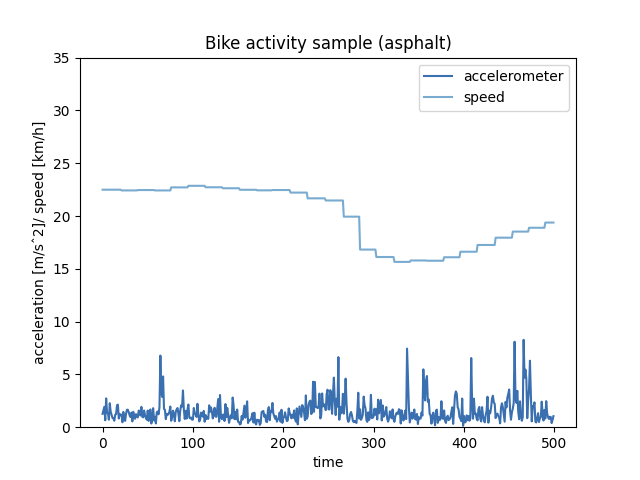 Bike activity sample (asphalt)
accelerometer
speed
acceleration [m/s^2]/ speed [km/h]
35
30
25
20
15
10
5
0
0 100 200 300 400 500
time